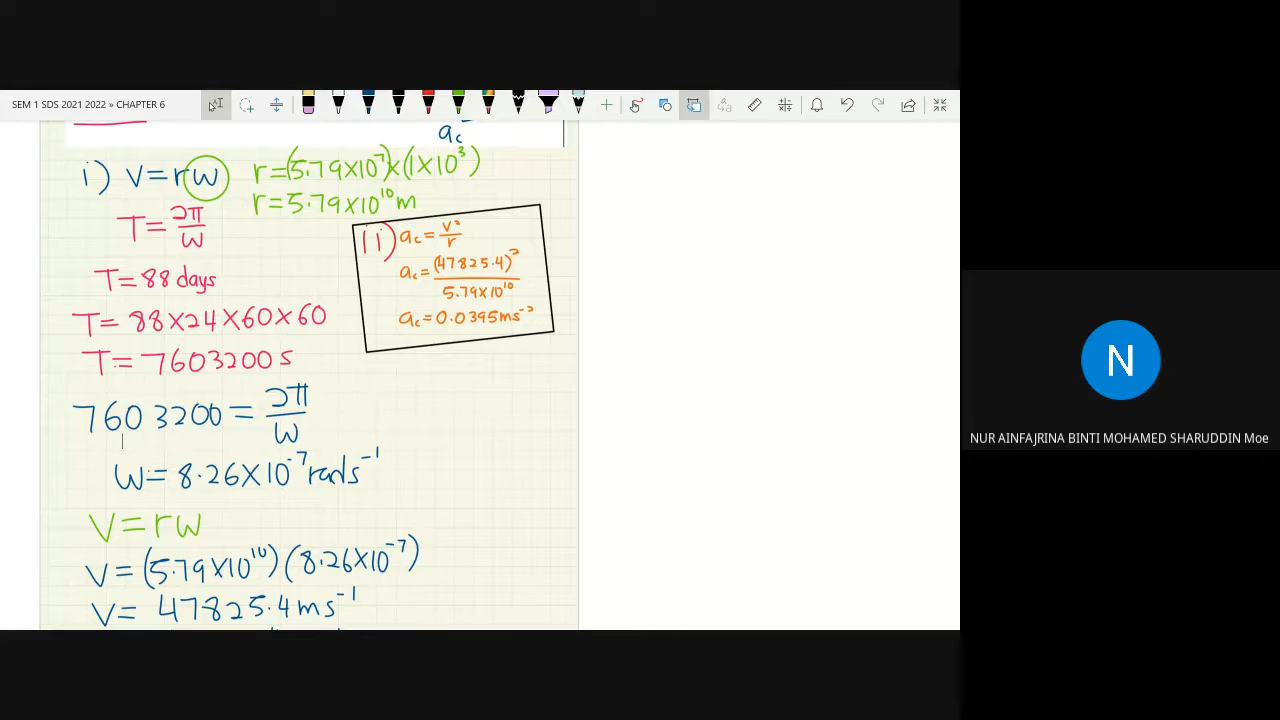 SEM 1 SDS 2021 2022 » CHAPTER 6
a꜀ =
i) V = rω
r = (5.79×10⁷)×(1×10³)
r = 5.79×10¹⁰ m
T = 2π/ω
T = 88 days
T = 88×24×60×60
T = 7603200 s
ii) a꜀ = v²/r
a꜀ = (47825.4)²/5.79×10¹⁰
a꜀ = 0.0395 ms⁻²
7603200 = 2π/ω
ω = 8.26×10⁻⁷ rads⁻¹
V = rω
V = (5.79×10¹⁰)(8.26×10⁻⁷)
V = 47825.4 ms⁻¹
N
NUR AINFAJRINA BINTI MOHAMED SHARUDDIN Moe